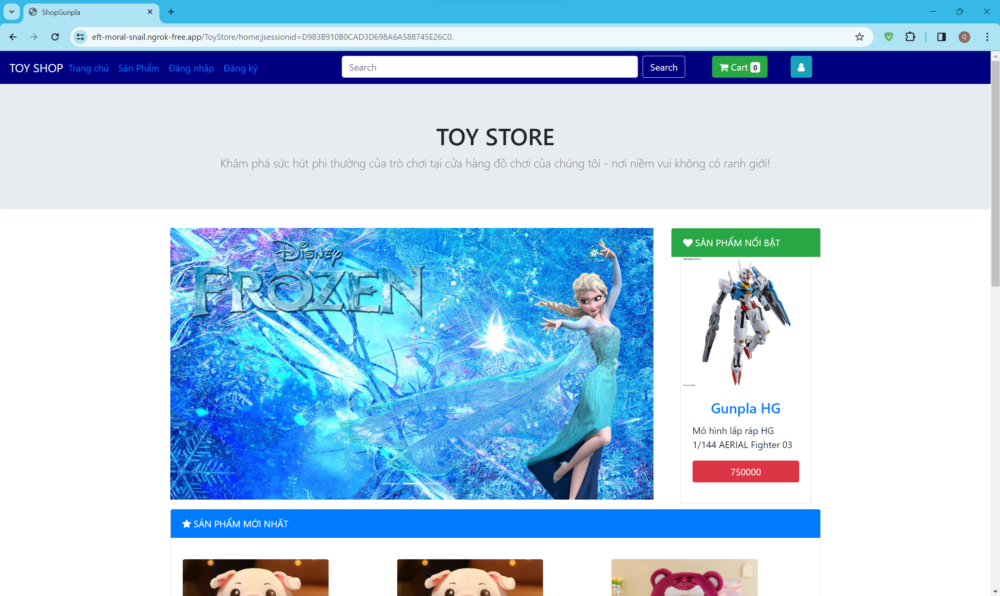 ShopGunpla
eft-moral-snail.ngrok-free.app/ToyStore/home;jsessionid=D983B910B0CAD3D698A6A588745E26C0.
Q
TOY SHOP Trang chủ Sản Phẩm Đăng nhập Đăng ký Search Search Cart 0
TOY STORE
Khám phá sức hút phi thường của trò chơi tại cửa hàng đồ chơi của chúng tôi - nơi niềm vui không có ranh giới!
DISNEY
FROZEN
SẢN PHẨM NỔI BẬT
Gunpla HG
Mô hình lắp ráp HG
1/144 AERIAL Fighter 03
750000
SẢN PHẨM MỚI NHẤT